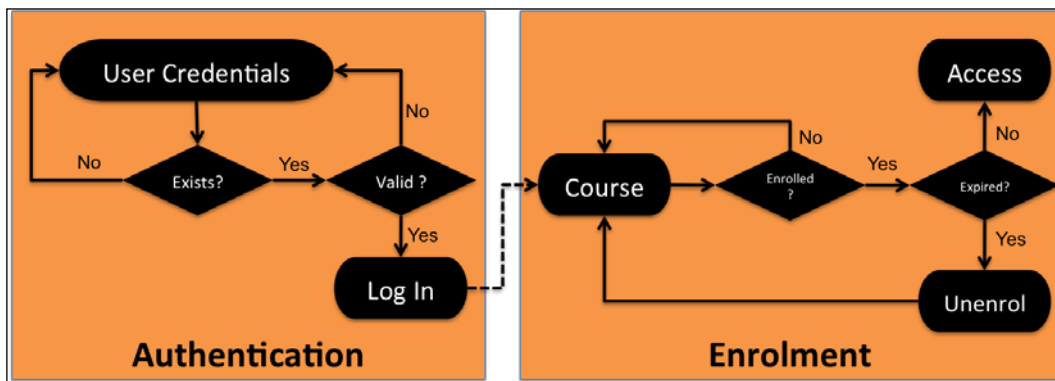 User Credentials
No
Exists?
Yes
Valid ?
No
Yes
Log In
Authentication
Course
No
Enrolled
?
Yes
Expired?
No
Access
Yes
Unenrol
Enrolment